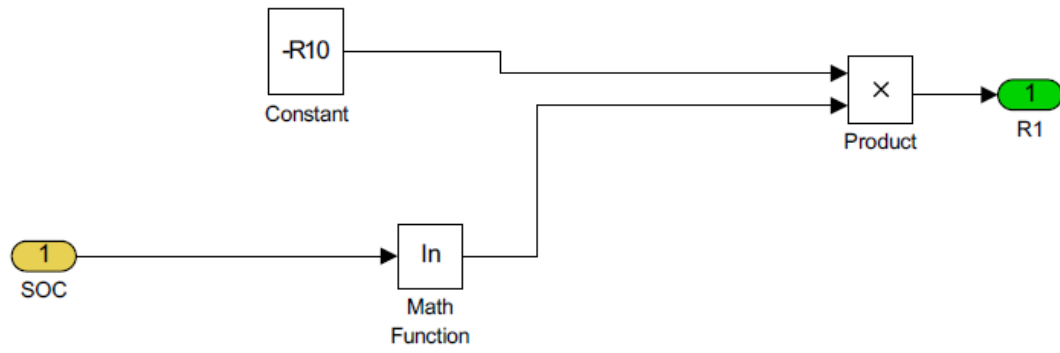 -R10
Constant
×
Product
1
R1
1
SOC
ln
Math
Function